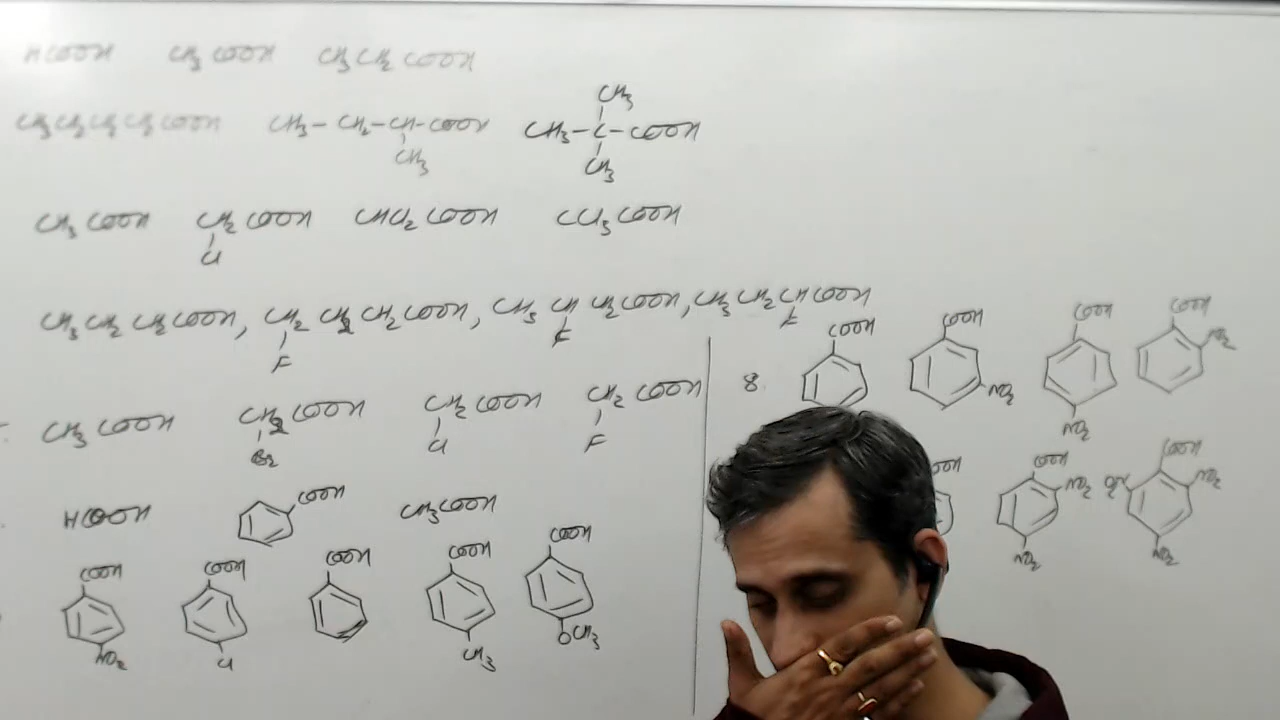 HCOOH CH3COOH CH3CH2COOH
CH3CH2CH2CH2COOH CH3-CH2-CH-COOH CH3-C-COOH
CH3 CH3 CH3
CH3COOH CH2COOH CHCl2COOH CCl3COOH
Cl
CH3CH2CH2COOH, CH2CH2CH2COOH, CH3CHCH2COOH, CH3CH2CHCOOH
F F F
CH3COOH CH2COOH CH2COOH CH2COOH
Br Cl F
HCOOH COOH CH3COOH
COOH COOH COOH COOH COOH
NO2 Cl CH3 OCH3
8. COOH COOH COOH COOH
NO2 NO2 NO2
COOH COOH
NO2 O2N NO2
NO2 NO2